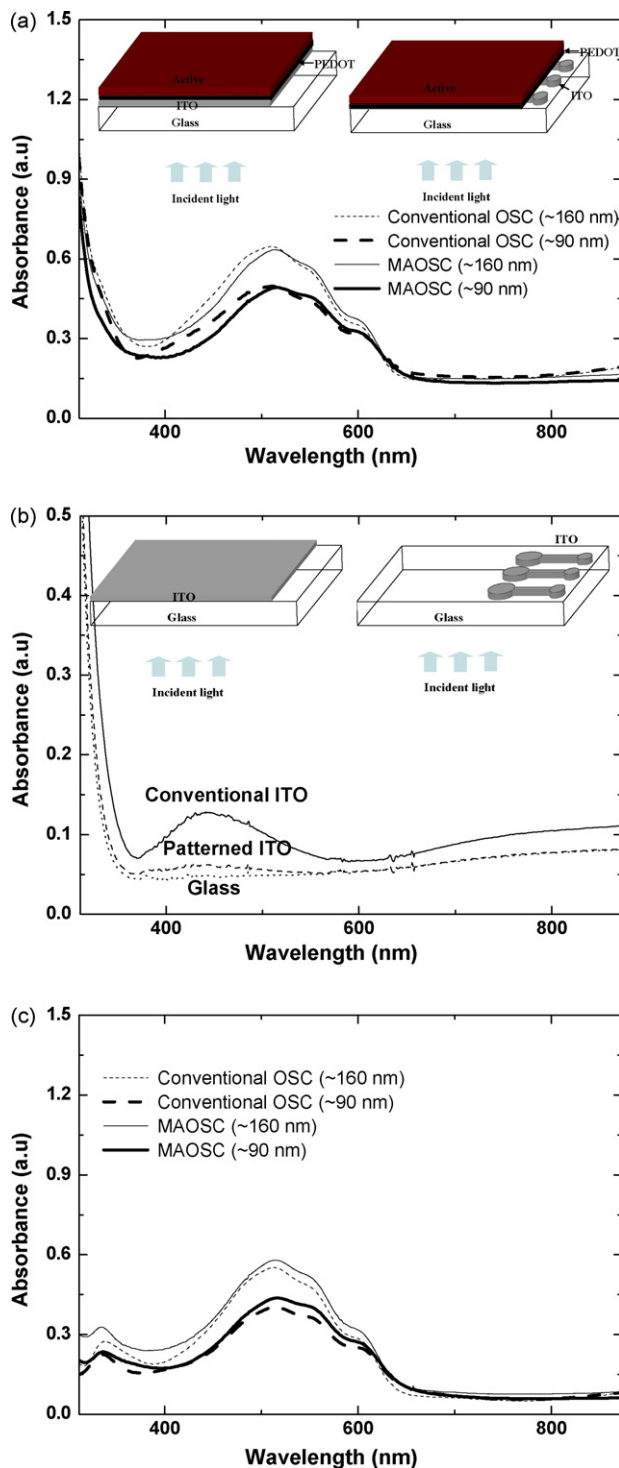 (a)
1.5
1.2
0.9
0.6
0.3
0.0
Absorbance (a.u)
PEDOT
Active
ITO
Glass
Incident light
PEDOT
Active
ITO
Glass
Incident light
Conventional OSC (~160 nm)
Conventional OSC (~90 nm)
MAOSC (~160 nm)
MAOSC (~90 nm)
400
600
800
Wavelength (nm)
(b)
0.5
0.4
0.3
0.2
0.1
0.0
Absorbance (a.u)
ITO
Glass
Incident light
ITO
Glass
Incident light
Conventional ITO
Patterned ITO
Glass
400
600
800
Wavelength (nm)
(c)
1.5
1.2
0.9
0.6
0.3
0.0
Absorbance (a.u)
Conventional OSC (~160 nm)
Conventional OSC (~90 nm)
MAOSC (~160 nm)
MAOSC (~90 nm)
400
600
800
Wavelength (nm)